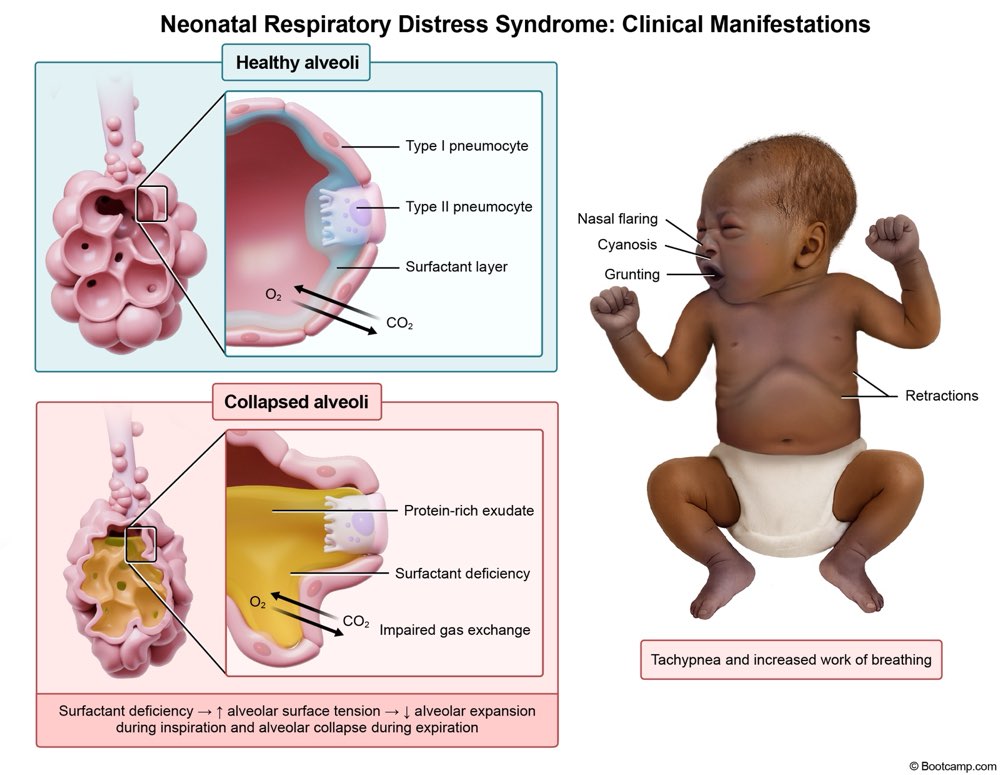 Neonatal Respiratory Distress Syndrome: Clinical Manifestations
Healthy alveoli
Type I pneumocyte
Type II pneumocyte
Surfactant layer
O₂
CO₂
Collapsed alveoli
Protein-rich exudate
Surfactant deficiency
O₂
CO₂
Impaired gas exchange
Surfactant deficiency → ↑ alveolar surface tension → ↓ alveolar expansion
during inspiration and alveolar collapse during expiration
Nasal flaring
Cyanosis
Grunting
Retractions
Tachypnea and increased work of breathing
© Bootcamp.com